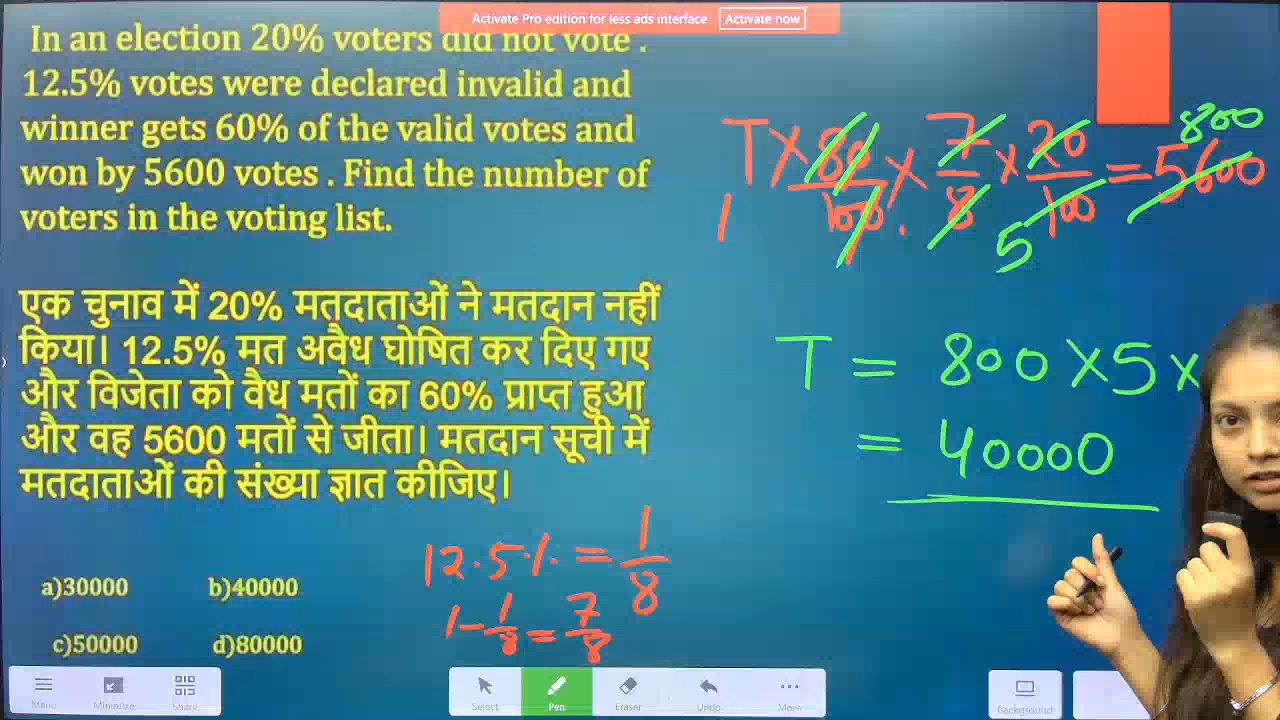 Activate Pro edition for less ads interface Activate now
In an election 20% voters did not vote .
12.5% votes were declared invalid and
winner gets 60% of the valid votes and
won by 5600 votes . Find the number of
voters in the voting list.
एक चुनाव में 20% मतदाताओं ने मतदान नहीं
किया। 12.5% मत अवैध घोषित कर दिए गए
और विजेता को वैध मतों का 60% प्राप्त हुआ
और वह 5600 मतों से जीता। मतदान सूची में
मतदाताओं की संख्या ज्ञात कीजिए।
a)30000 b)40000
c)50000 d)80000
12.5% = 1/8
1-1/8=7/8
800
T× 80/100 × 7/8 × 20/100 = 5600
1 5
T = 800 ×5 ×
= 40000
Menu Minimize Share Select Pen Eraser Undo More Background